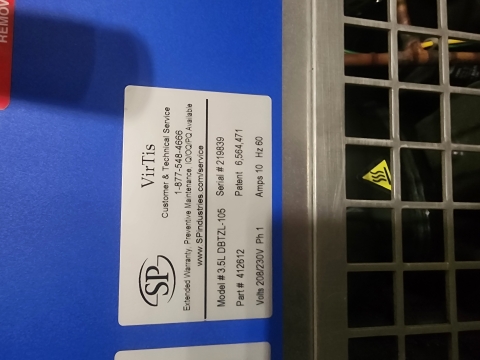 REMOV
SP
VirTis
Customer & Technical Service
1-877-548-4666
Extended Warranty, Preventive Maintenance, IQ/OQ/PQ Available
www.SPindustries.com/service
Model # 3.5L DBTZL-105 Serial # 219839
Part # 412612 Patent 6,564,471
Volts 208/230V Ph 1 Amps 10 Hz 60